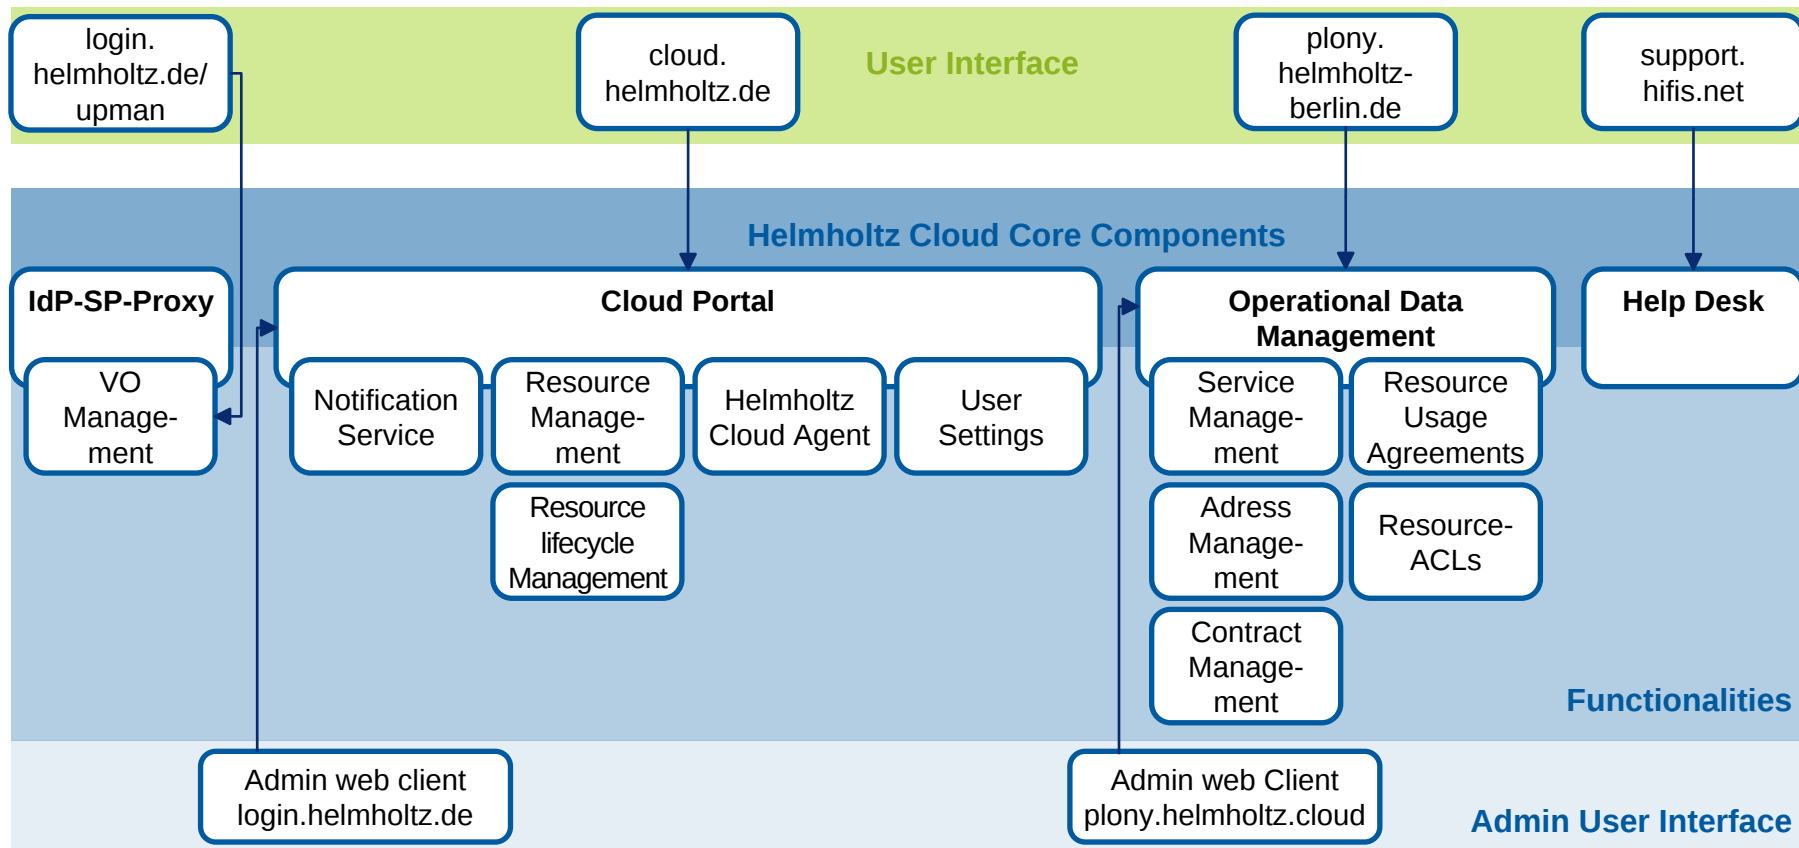 login.
helmholtz.de/
upman
cloud.
helmholtz.de
User Interface
plony.
helmholtz-
berlin.de
support.
hifis.net
Helmholtz Cloud Core Components
IdP-SP-Proxy
Cloud Portal
Operational Data
Management
Help Desk
VO
Manage-
ment
Notification
Service
Resource
Manage-
ment
Helmholtz
Cloud Agent
User
Settings
Service
Manage-
ment
Resource
Usage
Agreements
Resource
lifecycle
Management
Adress
Manage-
ment
Resource-
ACLs
Contract
Manage-
ment
Functionalities
Admin web client
login.helmholtz.de
Admin web Client
plony.helmholtz.cloud
Admin User Interface